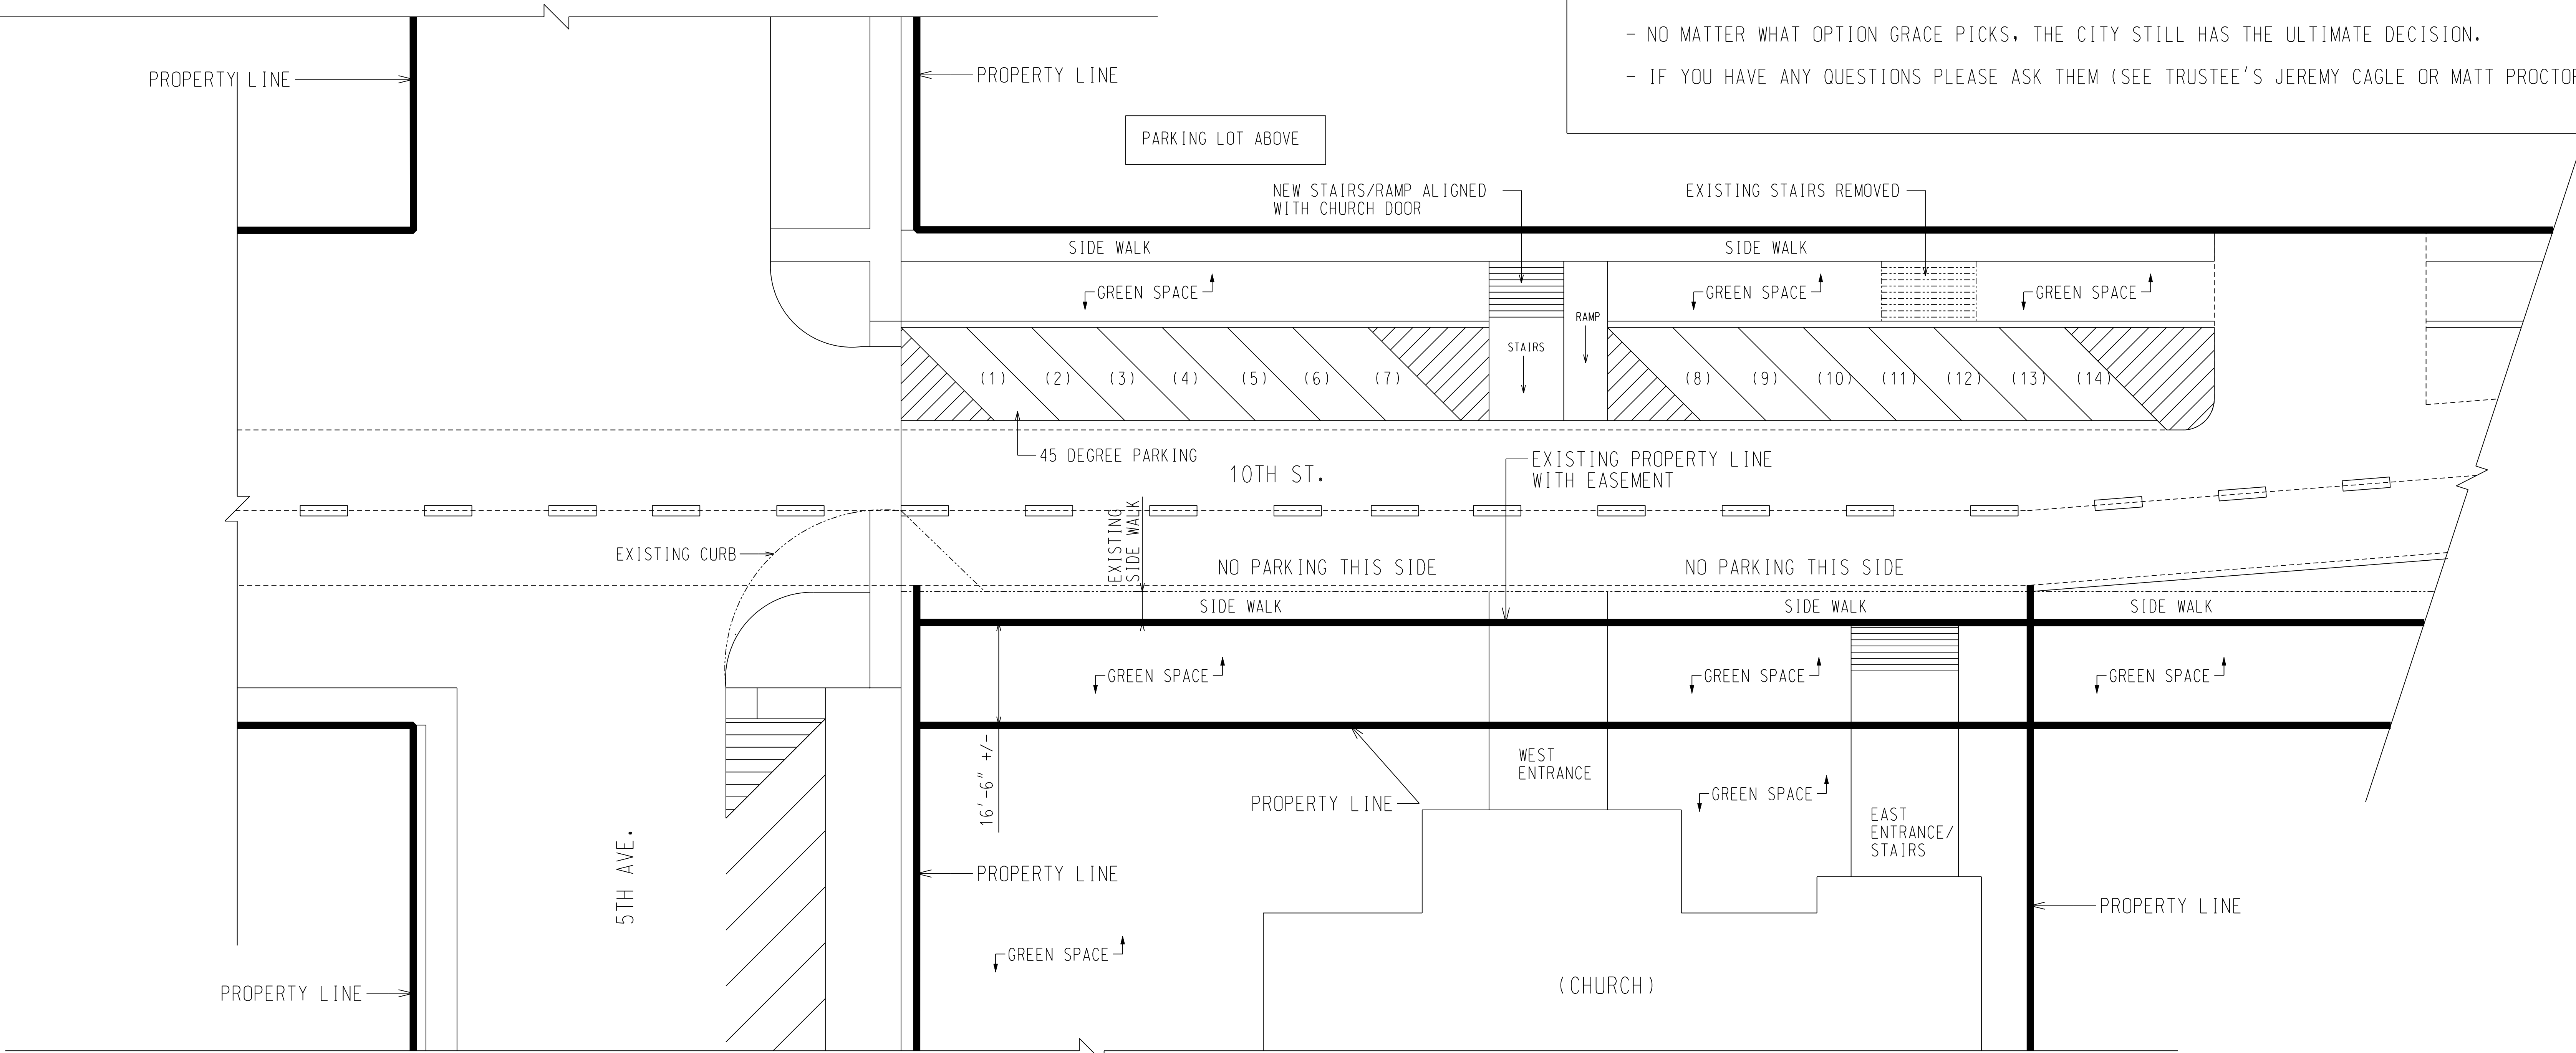 - NO MATTER WHAT OPTION GRACE PICKS, THE CITY STILL HAS THE ULTIMATE DECISION.
- IF YOU HAVE ANY QUESTIONS PLEASE ASK THEM (SEE TRUSTEE'S JEREMY CAGLE OR MATT PROCTOR
PROPERTY LINE
PROPERTY LINE
PARKING LOT ABOVE
NEW STAIRS/RAMP ALIGNED
WITH CHURCH DOOR
EXISTING STAIRS REMOVED
SIDE WALK
SIDE WALK
GREEN SPACE
GREEN SPACE
GREEN SPACE
RAMP
STAIRS
(1)
(2)
(3)
(4)
(5)
(6)
(7)
(8)
(9)
(10)
(11)
(12)
(13)
(14)
45 DEGREE PARKING
10TH ST.
EXISTING PROPERTY LINE
WITH EASEMENT
EXISTING
SIDE WALK
EXISTING CURB
NO PARKING THIS SIDE
NO PARKING THIS SIDE
SIDE WALK
SIDE WALK
SIDE WALK
GREEN SPACE
GREEN SPACE
GREEN SPACE
16'-6" +/-
WEST
ENTRANCE
PROPERTY LINE
GREEN SPACE
EAST
ENTRANCE/
STAIRS
5TH AVE.
PROPERTY LINE
PROPERTY LINE
GREEN SPACE
PROPERTY LINE
(CHURCH)